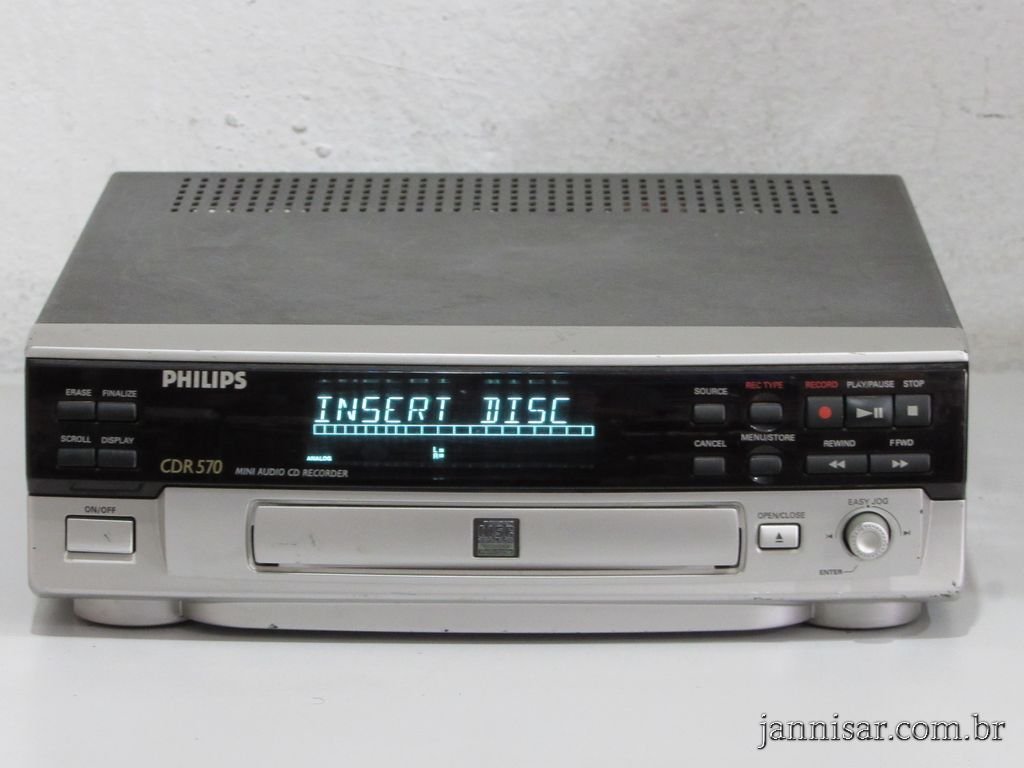 ERASE FINALIZE
PHILIPS
INSERT DISC
SOURCE
REC TYPE
RECORD PLAY/PAUSE STOP
SCROLL DISPLAY
CANCEL
MENU/STORE
REWIND
F FWD
ANALOG
L
R
CDR 570 MINI AUDIO CD RECORDER
ON/OFF
OPEN/CLOSE
EASY JOG
ENTER
jannisar.com.br